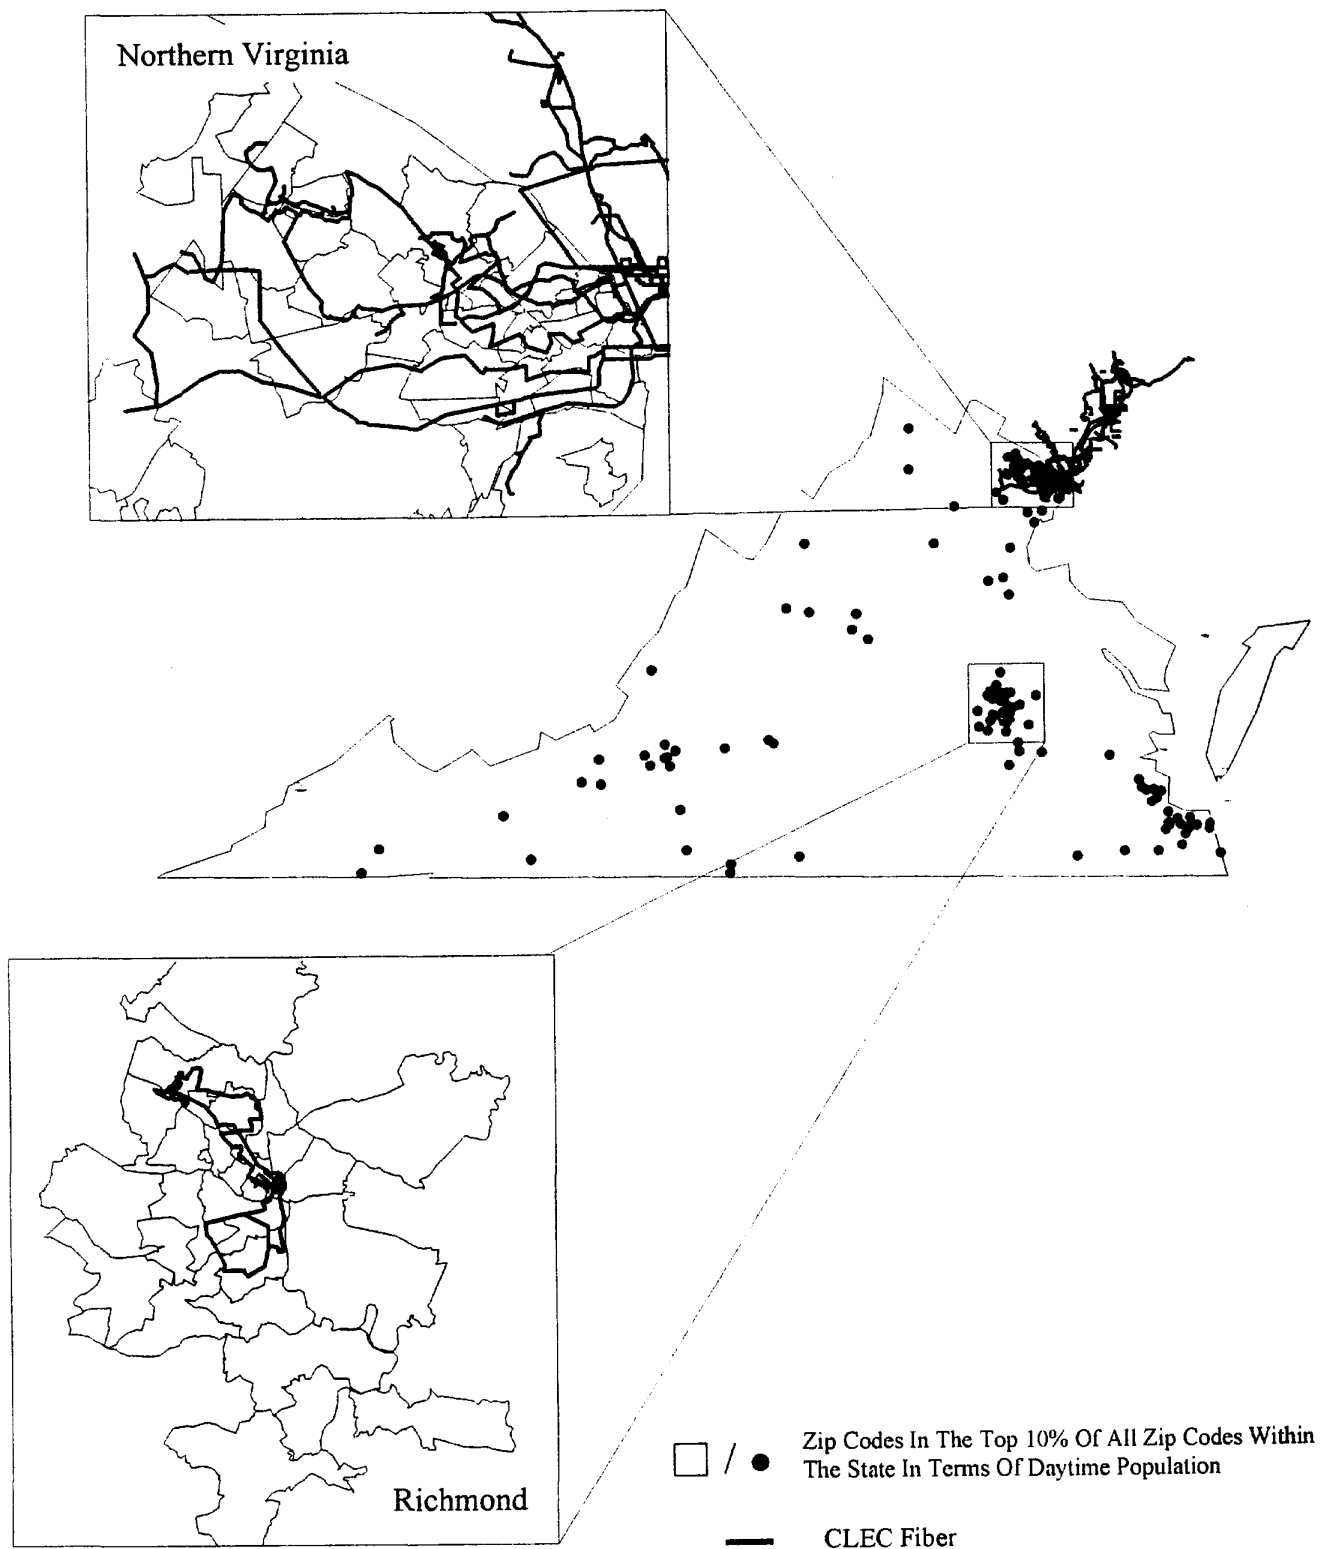 Northern Virginia
Richmond
/
Zip Codes In The Top 10% Of All Zip Codes Within
The State In Terms Of Daytime Population
CLEC Fiber